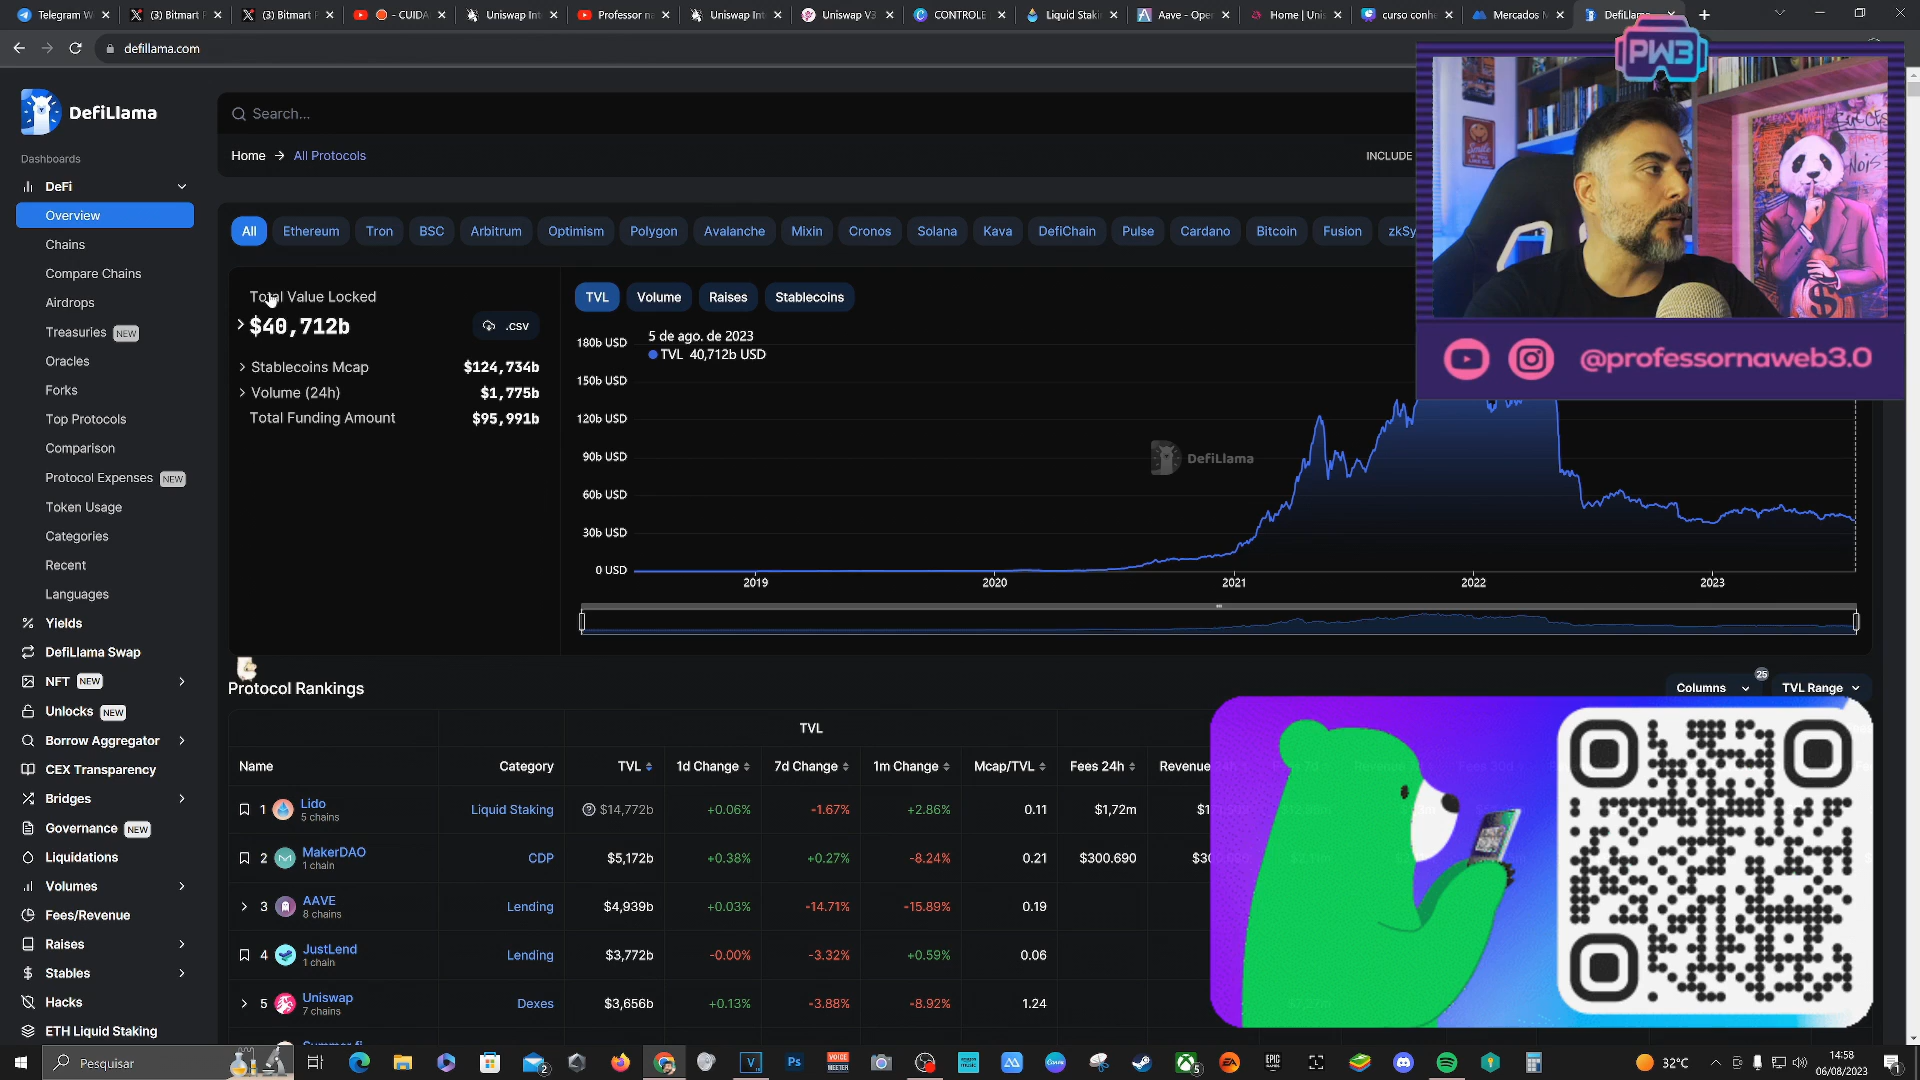 Telegram W
(3) Bitmart
(3) Bitmart F
- CUIDA
Uniswap Int
Professor na
Uniswap Int
Uniswap V3
CONTROLE
Liquid Staki
Aave - Oper
Home | Unis
curso conhe
Mercados M
DefiLlama
defillama.com
DefiLlama
Search...
Home → All Protocols
INCLUDE
Dashboards
DeFi
Overview
Chains
Compare Chains
Airdrops
Treasuries NEW
Oracles
Forks
Top Protocols
Comparison
Protocol Expenses NEW
Token Usage
Categories
Recent
Languages
Yields
DefiLlama Swap
NFT NEW
Unlocks NEW
Borrow Aggregator
CEX Transparency
Bridges
Governance NEW
Liquidations
Volumes
Fees/Revenue
Raises
Stables
Hacks
ETH Liquid Staking
All Ethereum Tron BSC Arbitrum Optimism Polygon Avalanche Mixin Cronos Solana Kava DefiChain Pulse Cardano Bitcoin Fusion zkSy
Total Value Locked
$40,712b
.csv
Stablecoins Mcap $124,734b
Volume (24h) $1,775b
Total Funding Amount $95,991b
TVL Volume Raises Stablecoins
5 de ago. de 2023
TVL 40,712b USD
180b USD
150b USD
120b USD
90b USD
60b USD
30b USD
0 USD
DefiLlama
2019 2020 2021 2022 2023
PW3
@professornaweb3.0
Protocol Rankings
25
Columns TVL Range
TVL
Name Category TVL 1d Change 7d Change 1m Change Mcap/TVL Fees 24h Revenue
1 Lido Liquid Staking $14,772b +0.06% -1.67% +2.86% 0.11 $1,72m
5 chains
2 MakerDAO CDP $5,172b +0.38% +0.27% -8.24% 0.21 $300.690
1 chain
3 AAVE Lending $4,939b +0.03% -14.71% -15.89% 0.19
8 chains
4 JustLend Lending $3,772b -0.00% -3.32% +0.59% 0.06
1 chain
5 Uniswap Dexes $3,656b +0.13% -3.88% -8.92% 1.24
7 chains
Pesquisar
32°C
14:58
06/08/2023